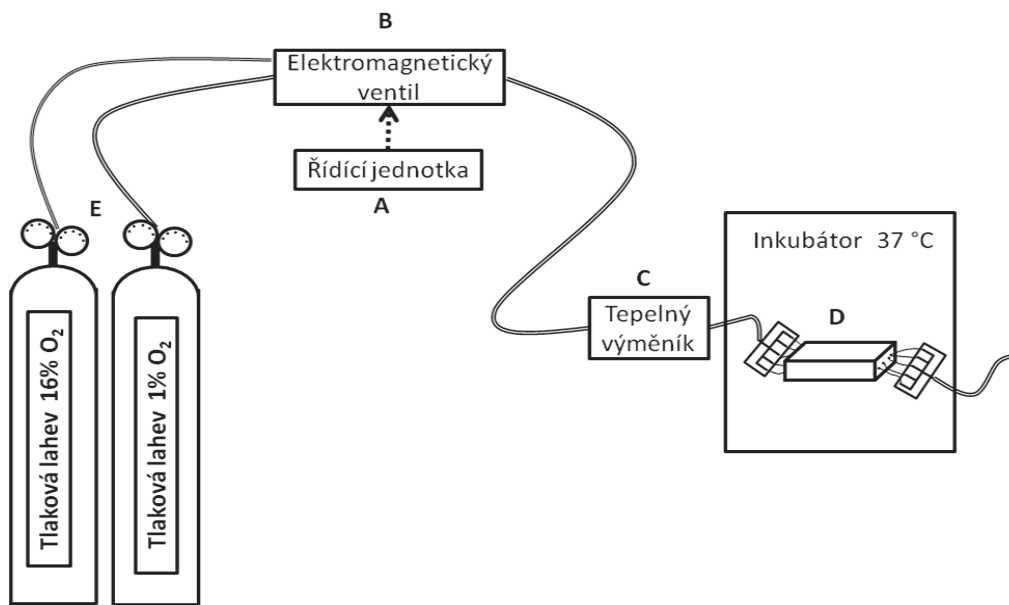 B
Elektromagnetický
ventil
Řídící jednotka
A
E
Inkubátor 37 °C
C
D
Tepelný
výměník
Tlaková lahev 16% O₂
Tlaková lahev 1% O₂